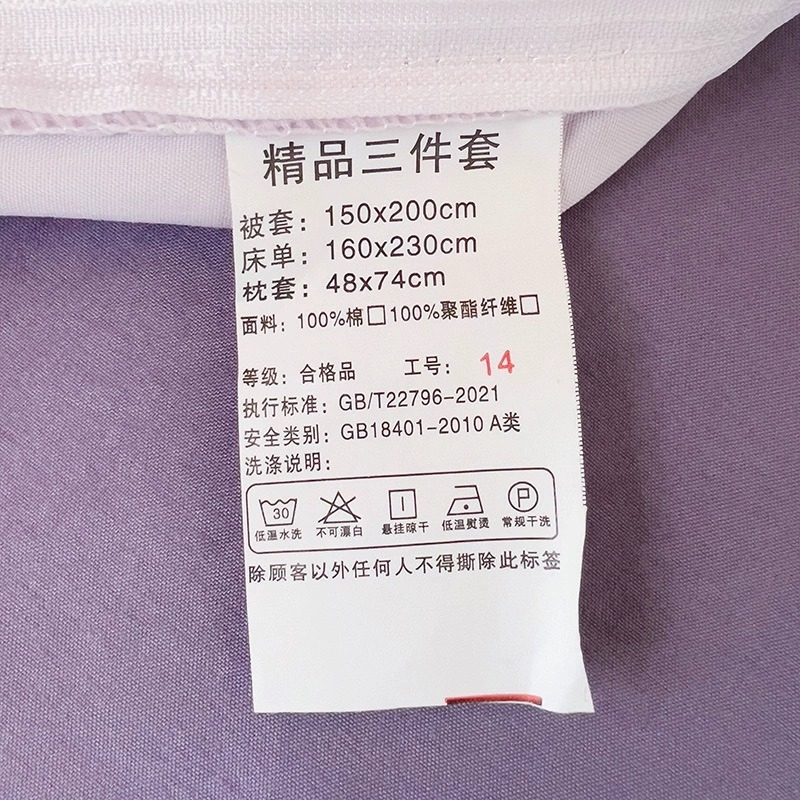 精品三件套
被套：150x200cm
床单：160x230cm
枕套：48x74cm
面料：100%棉□100%聚酯纤维□
等级：合格品 工号：14
执行标准：GB/T22796-2021
安全类别：GB18401-2010 A类
洗涤说明：
30 P
低温水洗 不可漂白 悬挂晾干 低温熨烫 常规干洗
除顾客以外任何人不得撕除此标签